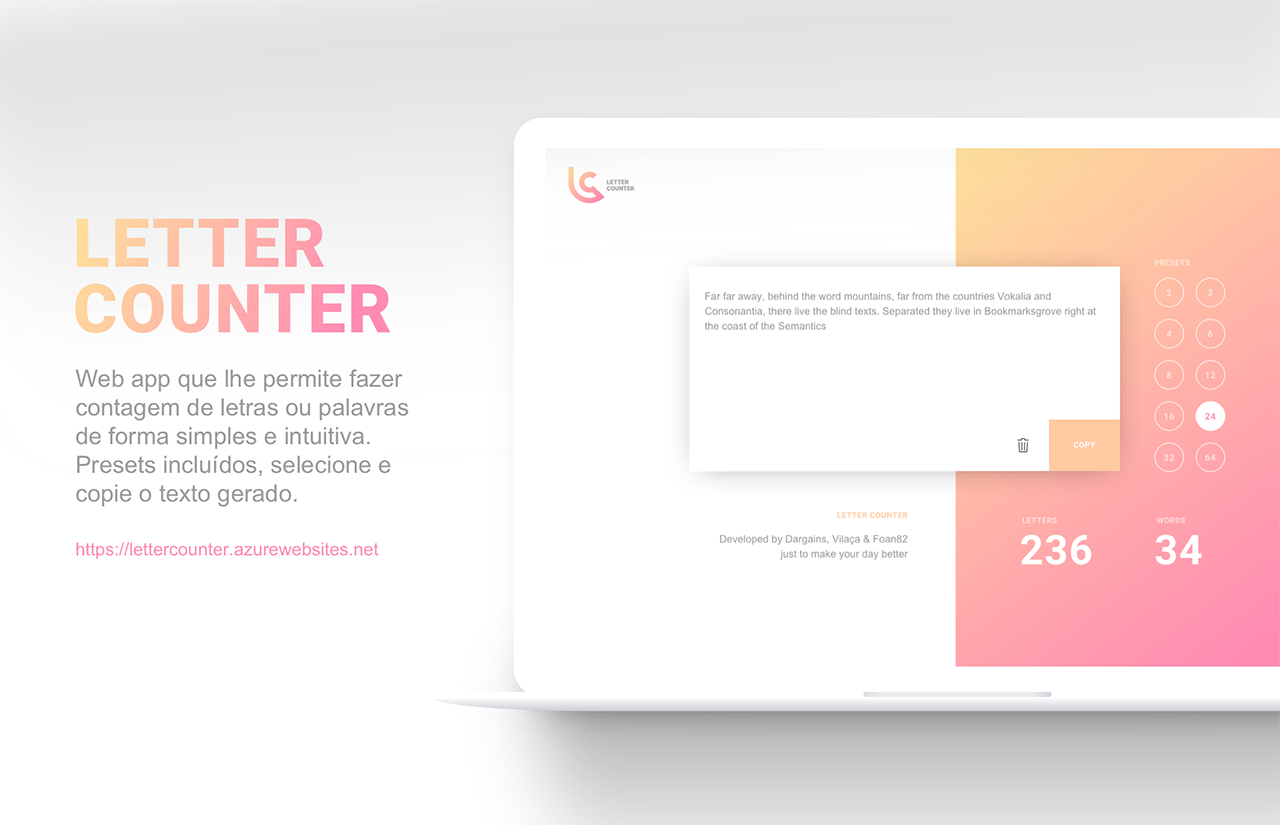 LETTER
COUNTER
Web app que lhe permite fazer
contagem de letras ou palavras
de forma simples e intuitiva.
Presets incluídos, selecione e
copie o texto gerado.
https://lettercounter.azurewebsites.net
LC
LETTER
COUNTER
Far far away, behind the word mountains, far from the countries Vokalia and
Consonantia, there live the blind texts. Separated they live in Bookmarksgrove right at
the coast of the Semantics
COPY
PRESETS
2 3
4 6
8 12
16 24
32 64
LETTER COUNTER
Developed by Dargains, Vilaça & Foan82
just to make your day better
LETTERS WORDS
236 34